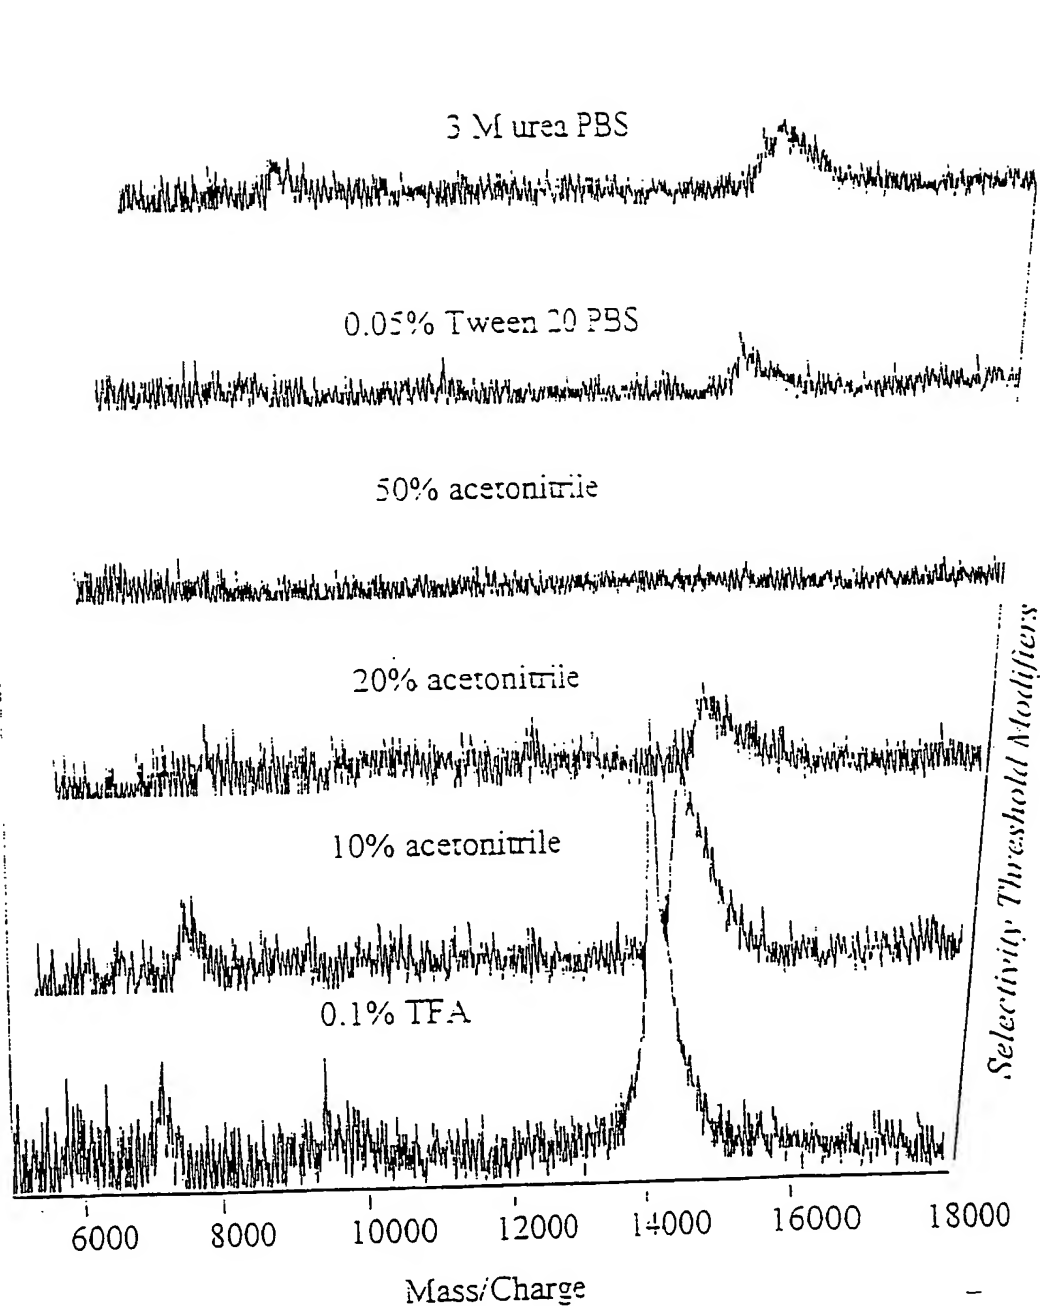 3 M urea PBS
0.05% Tween 20 PBS
50% acetonitrile
20% acetonitrile
10% acetonitrile
0.1% TFA
Selectivity Threshold Modifiers
6000 8000 10000 12000 14000 16000 18000
Mass/Charge